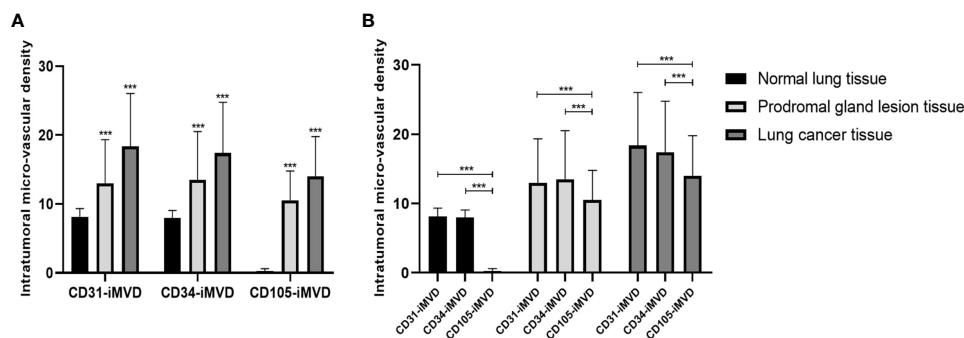 A
Intratumoral micro-vascular density
30
20
10
0
***
***
***
***
***
***
CD31-iMVD
CD34-iMVD
CD105-iMVD
B
Intratumoral micro-vascular density
30
20
10
0
***
***
***
***
***
***
CD31-iMVD
CD34-iMVD
CD105-iMVD
CD31-iMVD
CD34-iMVD
CD105-iMVD
CD31-iMVD
CD34-iMVD
CD105-iMVD
Normal lung tissue
Prodromal gland lesion tissue
Lung cancer tissue